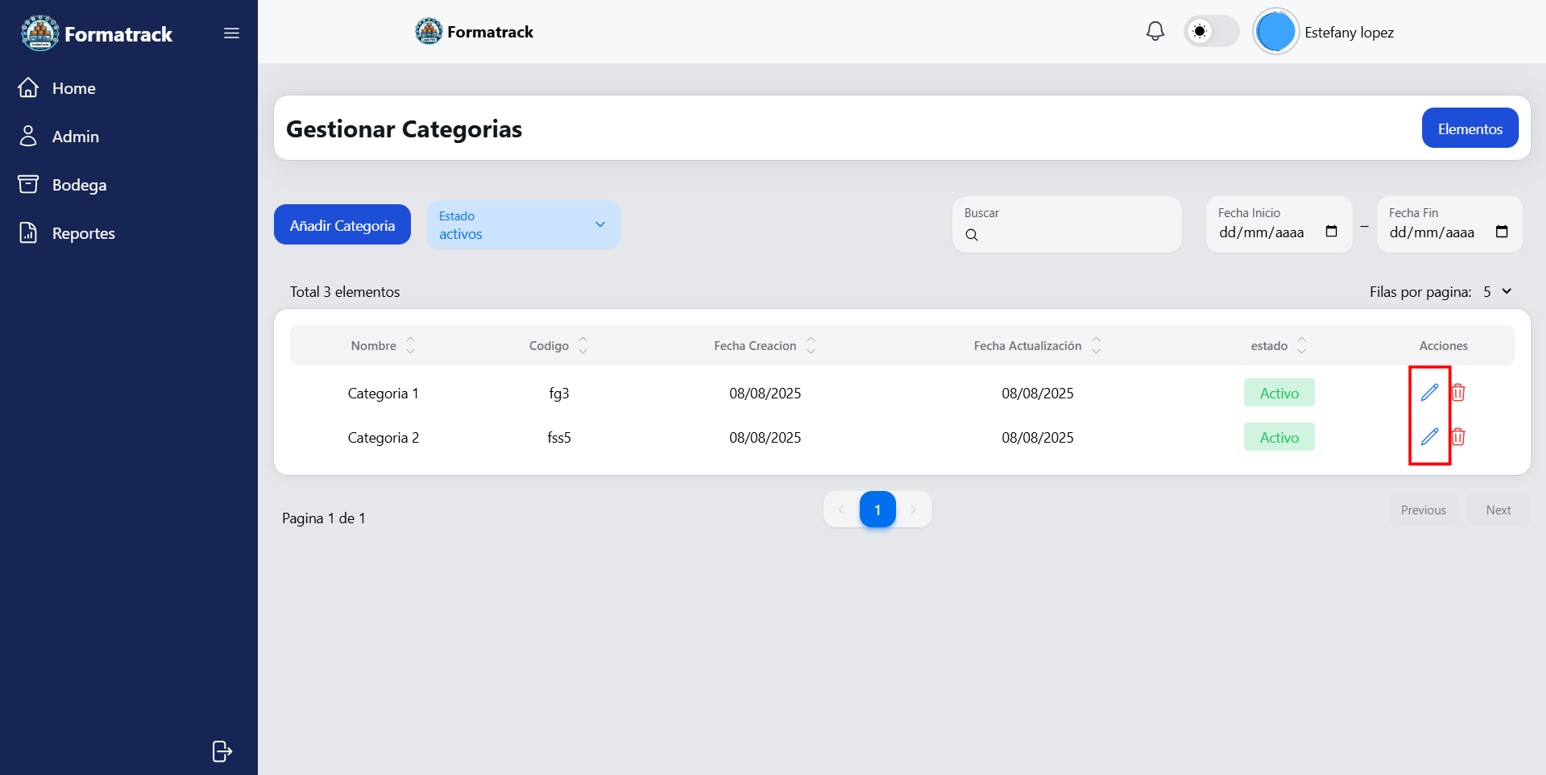 Formatrack
Formatrack
Estefany lopez
Home
Admin
Bodega
Reportes
Gestionar Categorias
Elementos
Añadir Categoria
Estado
activos
Buscar
Fecha Inicio
dd/mm/aaaa
–
Fecha Fin
dd/mm/aaaa
Total 3 elementos
Filas por pagina: 5
Nombre Codigo Fecha Creacion Fecha Actualización estado Acciones
Categoria 1 fg3 08/08/2025 08/08/2025 Activo
Categoria 2 fss5 08/08/2025 08/08/2025 Activo
Pagina 1 de 1
1
Previous
Next